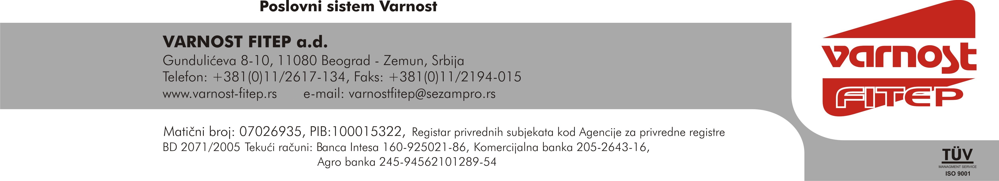 Poslovni sistem Varnost
VARNOST FITEP a.d.
Gundulićeva 8-10, 11080 Beograd - Zemun, Srbija
Telefon: +381(0)11/2617-134, Faks: +381(0)11/2194-015
www.varnost-fitep.rs e-mail: varnostfitep@sezampro.rs
Matični broj: 07026935, PIB:100015322, Registar privrednih subjekata kod Agencije za privredne registre
BD 2071/2005 Tekući računi: Banca Intesa 160-925021-86, Komercijalna banka 205-2643-16,
Agro banka 245-94562101289-54
varnost
FITEP
TÜV
MANAGMENT SERVICE
ISO 9001